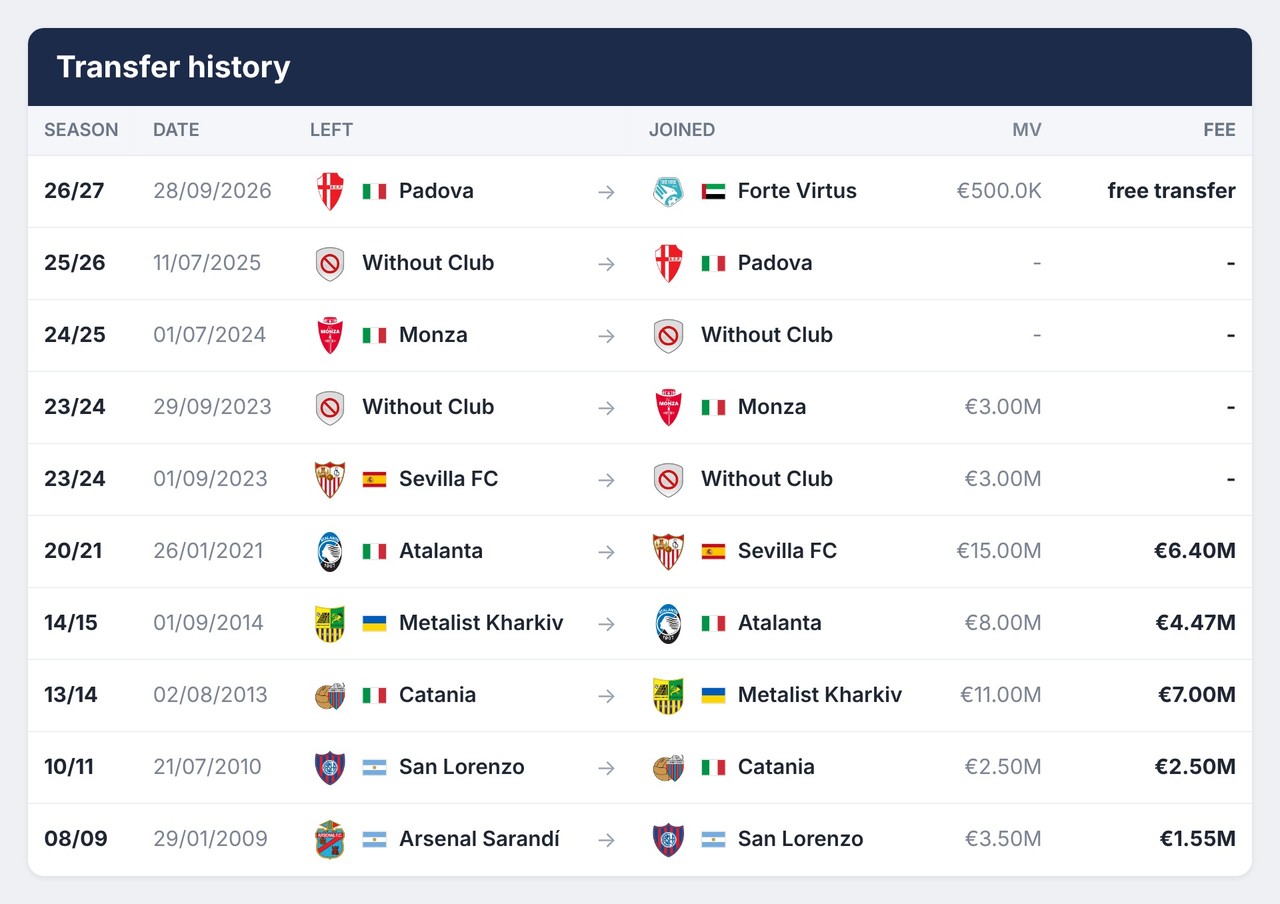 Transfer history
SEASON DATE LEFT JOINED MV FEE
26/27 28/09/2026 Padova → Forte Virtus €500.0K free transfer
25/26 11/07/2025 Without Club → Padova - -
24/25 01/07/2024 Monza → Without Club - -
23/24 29/09/2023 Without Club → Monza €3.00M -
23/24 01/09/2023 Sevilla FC → Without Club €3.00M -
20/21 26/01/2021 Atalanta → Sevilla FC €15.00M €6.40M
14/15 01/09/2014 Metalist Kharkiv → Atalanta €8.00M €4.47M
13/14 02/08/2013 Catania → Metalist Kharkiv €11.00M €7.00M
10/11 21/07/2010 San Lorenzo → Catania €2.50M €2.50M
08/09 29/01/2009 Arsenal Sarandí → San Lorenzo €3.50M €1.55M